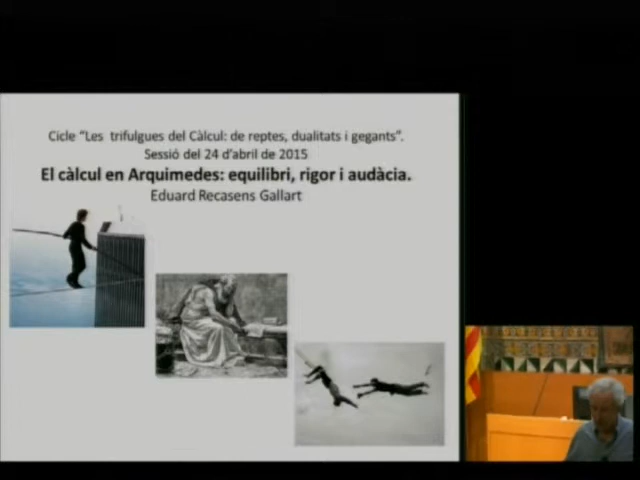 Cicle “Les trifulgues del Càlcul: de reptes, dualitats i gegants”.
Sessió del 24 d’abril de 2015
El càlcul en Arquimedes: equilibri, rigor i audàcia.
Eduard Recasens Gallart